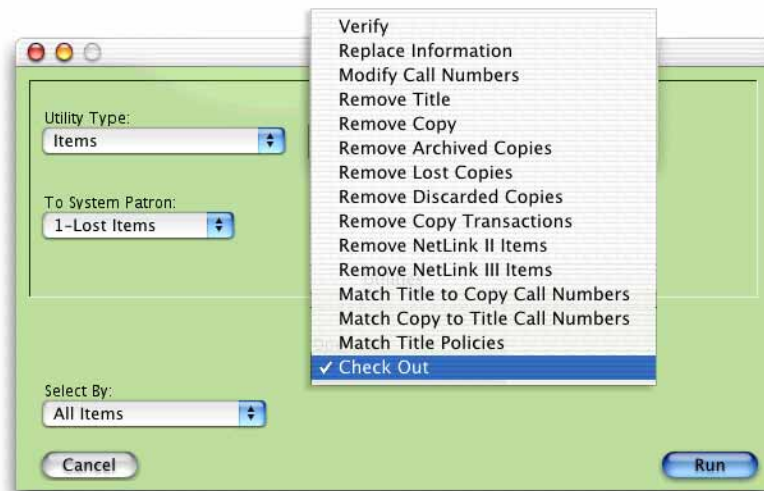 Verify
Replace Information
Modify Call Numbers
Remove Title
Remove Copy
Remove Archived Copies
Remove Lost Copies
Remove Discarded Copies
Remove Copy Transactions
Remove NetLink II Items
Remove NetLink III Items
Match Title to Copy Call Numbers
Match Copy to Title Call Numbers
Match Title Policies
✓ Check Out
Utility Type:
Items
To System Patron:
1-Lost Items
Select By:
All Items
Cancel
Run